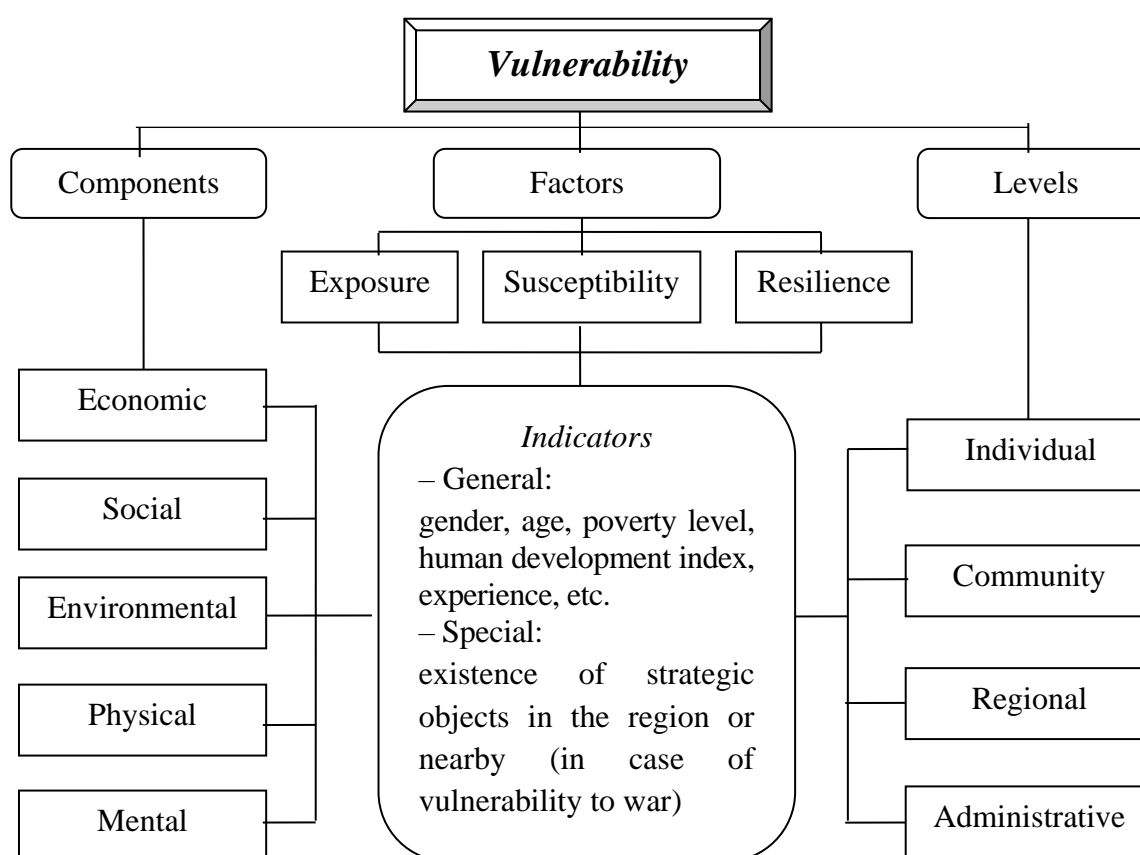 Vulnerability
Components
Factors
Levels
Exposure
Susceptibility
Resilience
Economic
Social
Environmental
Physical
Mental
Indicators
– General:
gender, age, poverty level,
human development index,
experience, etc.
– Special:
existence of strategic
objects in the region or
nearby (in case of
vulnerability to war)
Individual
Community
Regional
Administrative